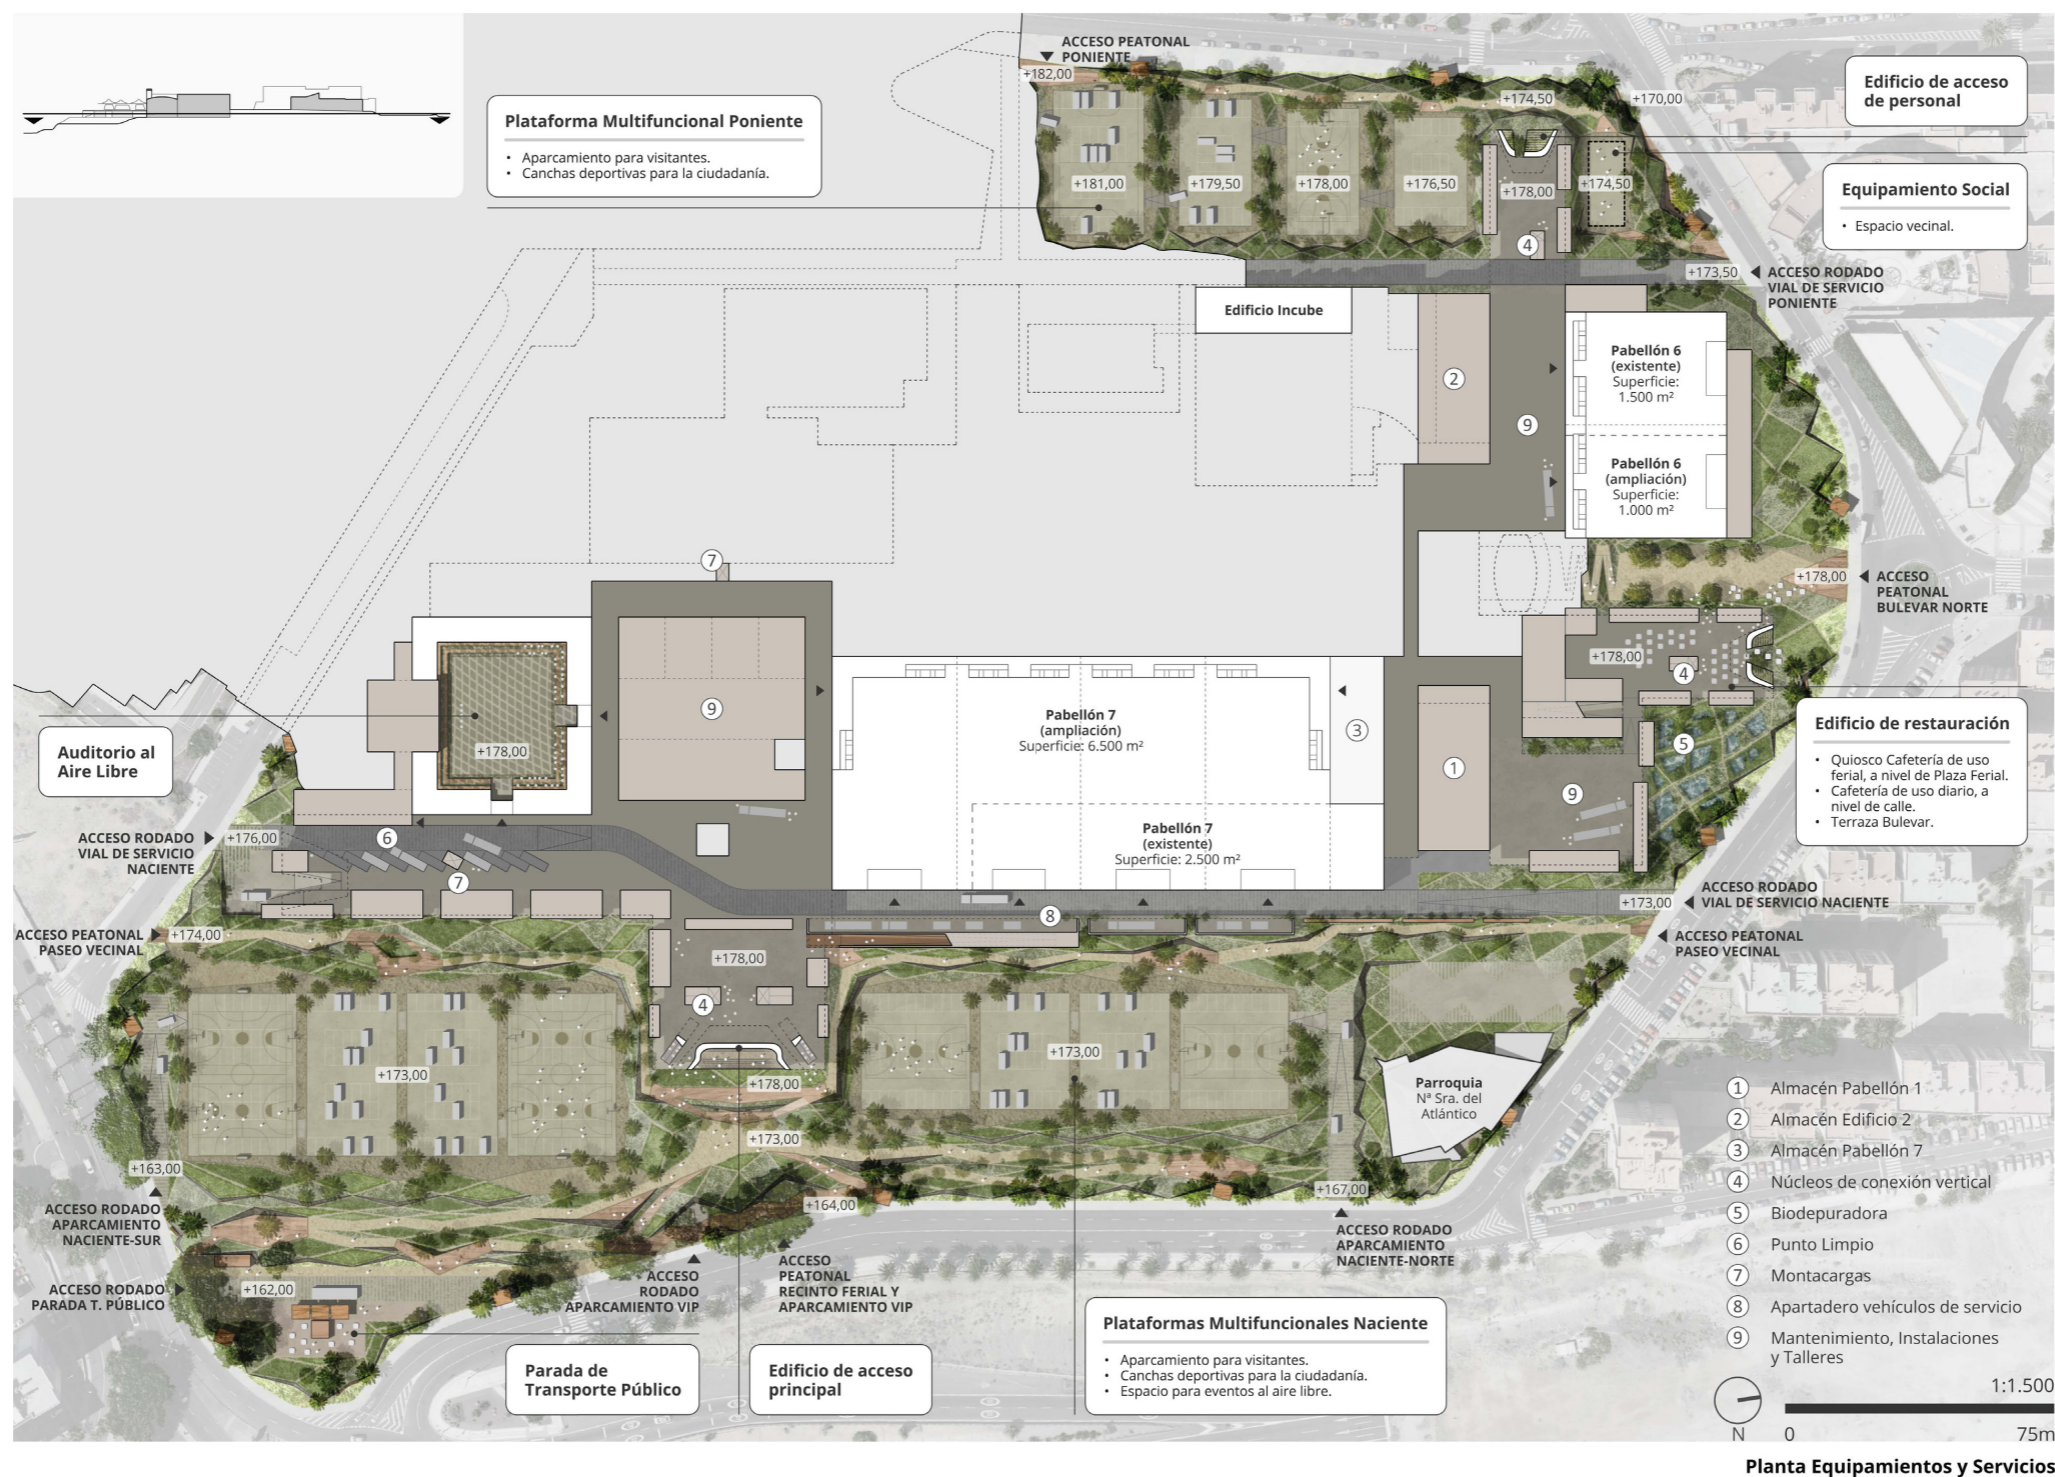 ACCESO PEATONAL
PONIENTE
+182,00
+174,50
+170,00
Edificio de acceso
de personal
Plataforma Multifuncional Poniente
• Aparcamiento para visitantes.
• Canchas deportivas para la ciudadanía.
+181,00
+179,50
+178,00
+176,50
+178,00
+174,50
Equipamiento Social
• Espacio vecinal.
4
+173,50
ACCESO RODADO
VIAL DE SERVICIO
PONIENTE
Edificio Incube
2
Pabellón 6
(existente)
Superficie:
1.500 m²
9
Pabellón 6
(ampliación)
Superficie:
1.000 m²
7
+178,00
ACCESO
PEATONAL
BULEVAR NORTE
+178,00
4
9
Pabellón 7
(ampliación)
Superficie: 6.500 m²
3
5
Edificio de restauración
• Quiosco Cafetería de uso
ferial, a nivel de Plaza Ferial.
• Cafetería de uso diario, a
nivel de calle.
• Terraza Bulevar.
Auditorio al
Aire Libre
+178,00
1
9
ACCESO RODADO
VIAL DE SERVICIO
NACIENTE
+176,00
6
7
Pabellón 7
(existente)
Superficie: 2.500 m²
8
+173,00
ACCESO RODADO
VIAL DE SERVICIO NACIENTE
ACCESO PEATONAL
PASEO VECINAL
+174,00
ACCESO PEATONAL
PASEO VECINAL
+178,00
4
+173,00
+178,00
+173,00
+173,00
Parroquia
Nª Sra. del
Atlántico
+163,00
ACCESO RODADO
APARCAMIENTO
NACIENTE-SUR
+164,00
+167,00
ACCESO RODADO
APARCAMIENTO
NACIENTE-NORTE
ACCESO RODADO
PARADA T. PÚBLICO
+162,00
ACCESO
RODADO
APARCAMIENTO VIP
ACCESO
PEATONAL
RECINTO FERIAL Y
APARCAMIENTO VIP
Parada de
Transporte Público
Edificio de acceso
principal
Plataformas Multifuncionales Naciente
• Aparcamiento para visitantes.
• Canchas deportivas para la ciudadanía.
• Espacio para eventos al aire libre.
1 Almacén Pabellón 1
2 Almacén Edificio 2
3 Almacén Pabellón 7
4 Núcleos de conexión vertical
5 Biodepuradora
6 Punto Limpio
7 Montacargas
8 Apartadero vehículos de servicio
9 Mantenimiento, Instalaciones
y Talleres
1:1.500
N
0 75m
Planta Equipamientos y Servicios